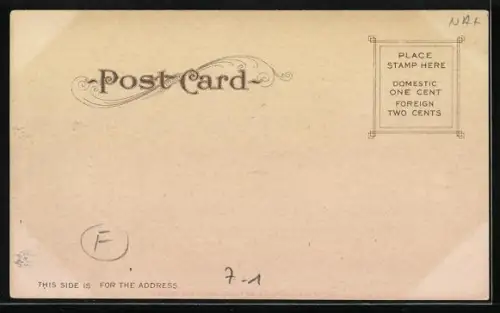 NAL
PLACE
STAMP HERE
DOMESTIC
ONE CENT
FOREIGN
TWO CENTS
Post Card
F
7-1
THIS SIDE IS FOR THE ADDRESS